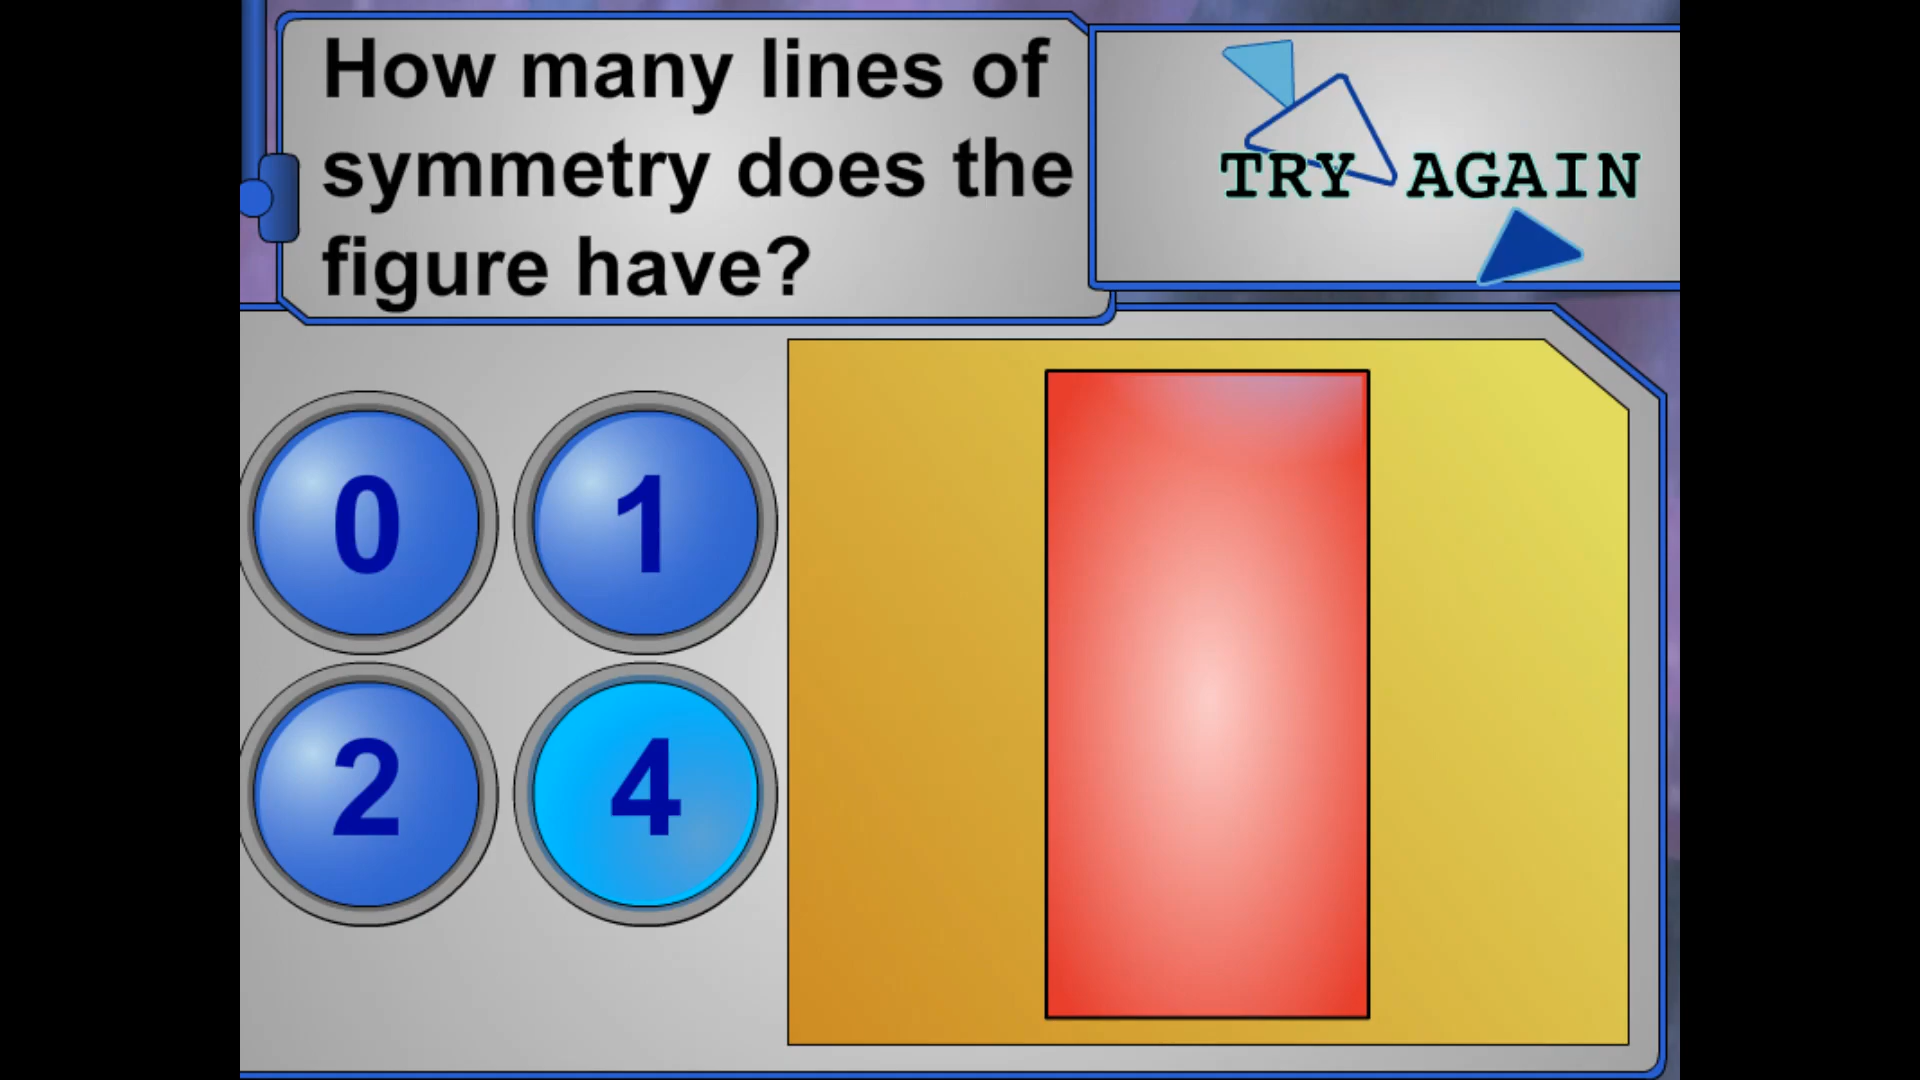 How many lines of
symmetry does the
figure have?
TRY AGAIN
0
1
2
4